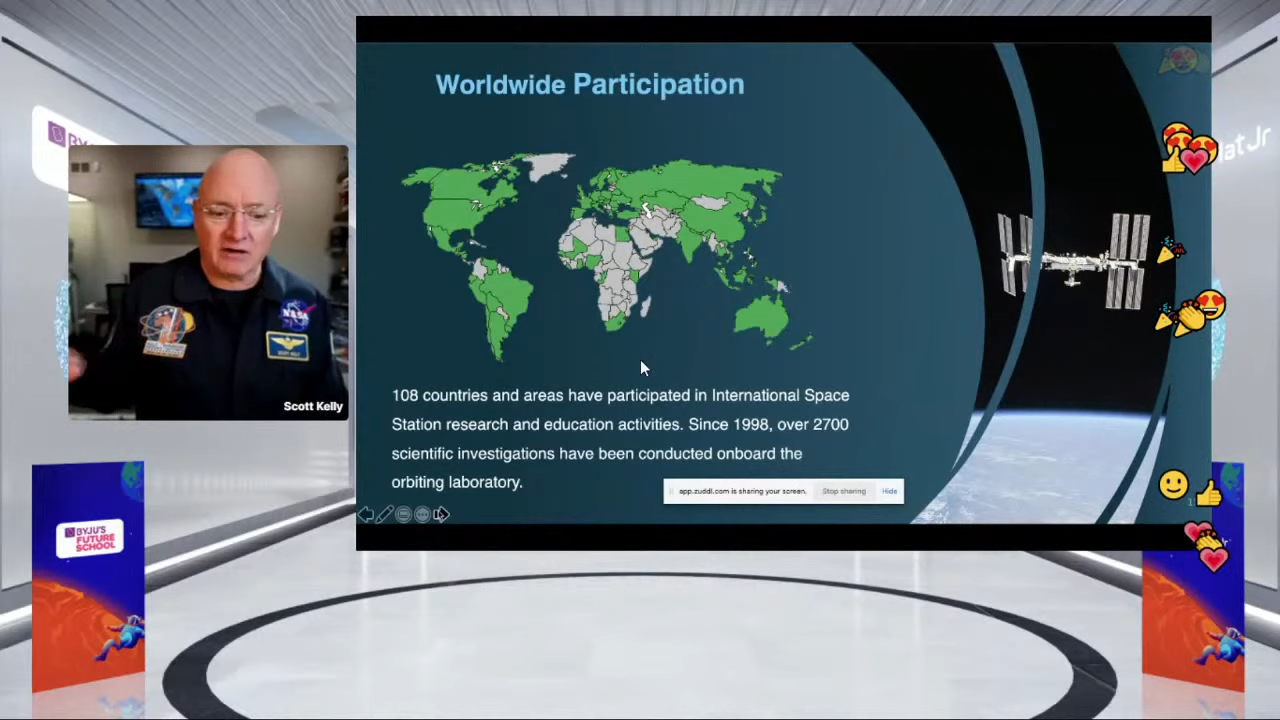 Worldwide Participation
BYJU
atJr
NASA
Scott Kelly
108 countries and areas have participated in International Space
Station research and education activities. Since 1998, over 2700
scientific investigations have been conducted onboard the
orbiting laboratory.
app.zuddl.com is sharing your screen. Stop sharing Hide
BYJU'S
FUTURE
SCHOOL